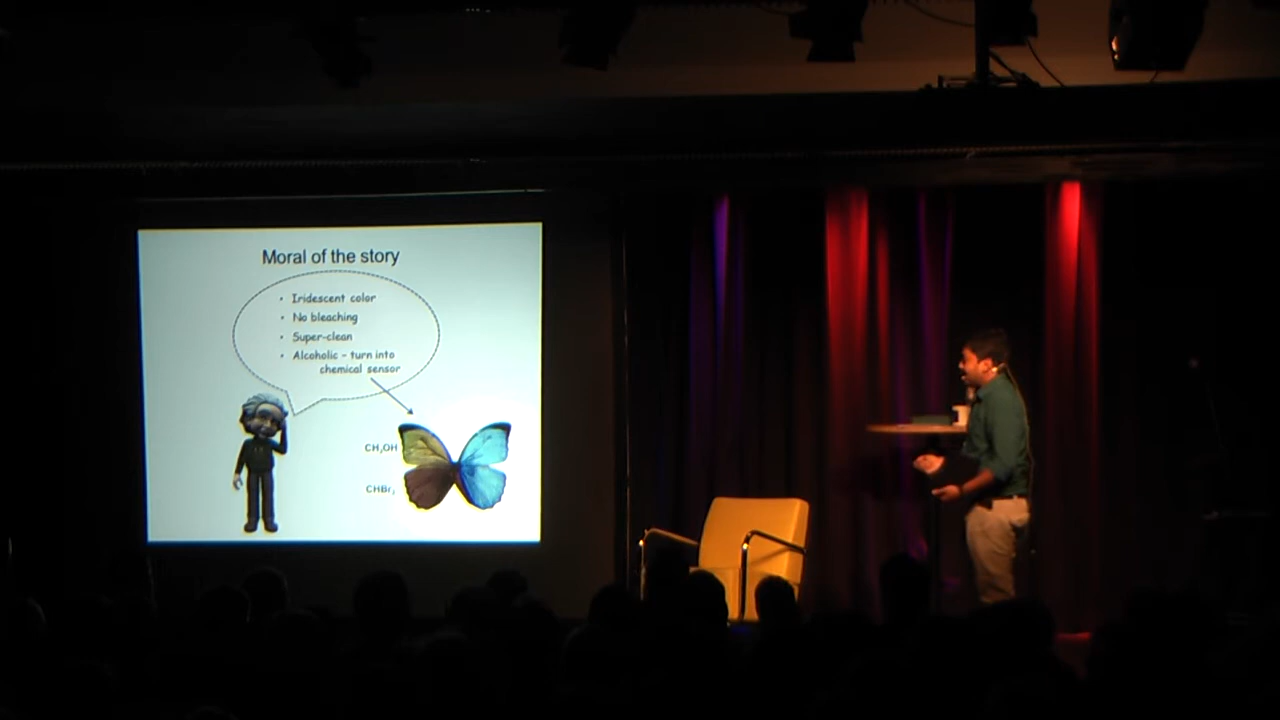 Moral of the story
• Iridescent color
• No bleaching
• Super-clean
• Alcoholic – turn into
chemical sensor
CH₃OH
CHBr₃